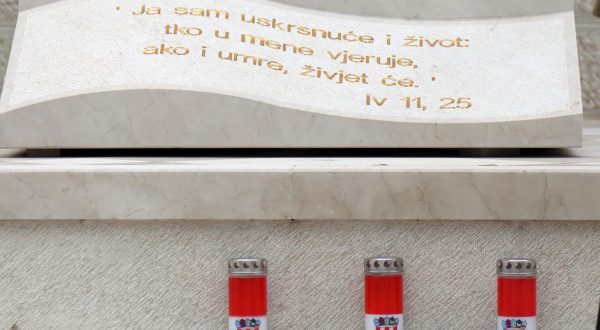 ' Ja sam uskrsnuće i život:
tko u mene vjeruje,
ako i umre, živjet će. '
Iv 11, 25